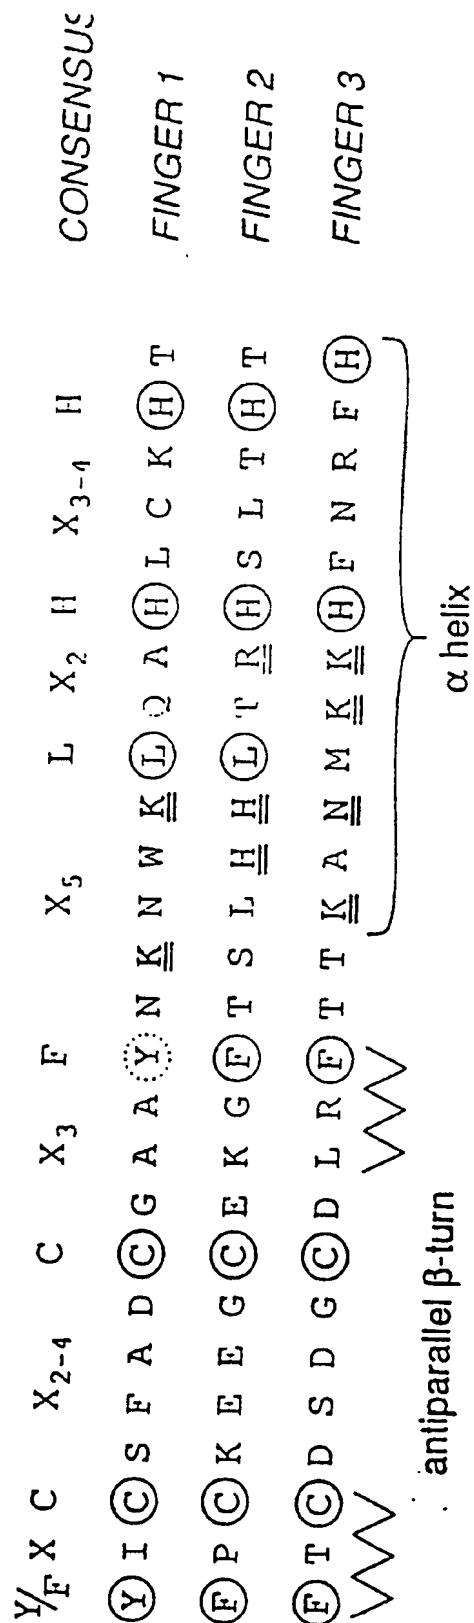 Y/F X C X2-4 C X3 F X5 L X2 H X3-4 H CONSENSUS
Y I C S F A D C G A A Y N K N W K L Q A H L C K H T FINGER 1
F P C K E E G C E K G F T S L H H L T R H S L T H T FINGER 2
F T C D S D G C D L R F T T K A N M K K H F N R F H FINGER 3
antiparallel β-turn α helix